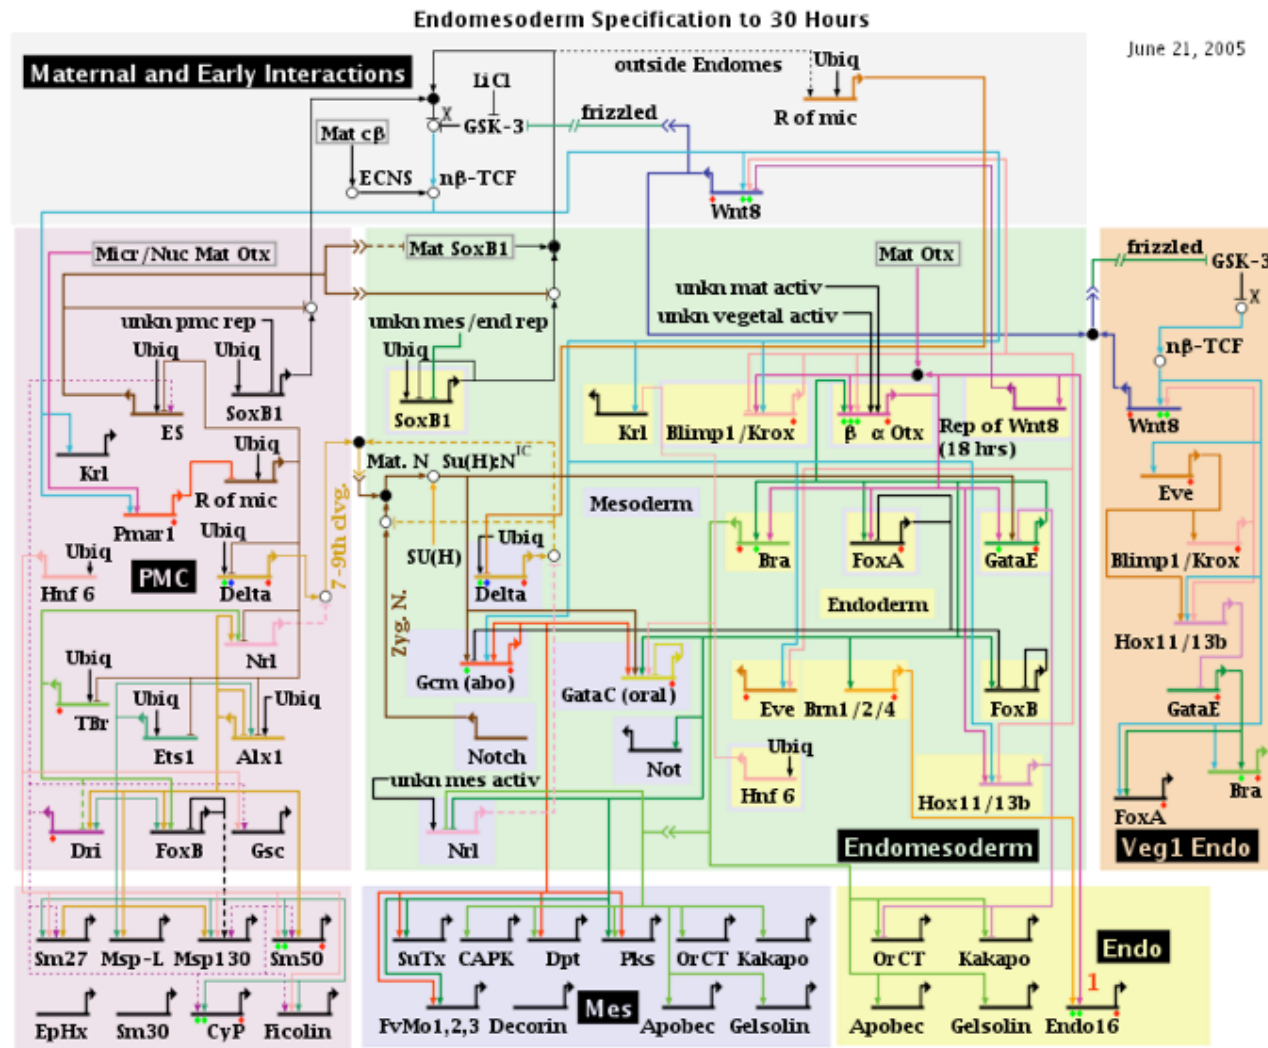 Endomesoderm Specification to 30 Hours
June 21, 2005
Maternal and Early Interactions
LiCl
outside Endomes
Ubiq
R of mic
X
GSK-3
frizzled
Mat cβ
ECNS
nβ-TCF
Wnt8
Micr/Nuc Mat Otx
Mat SoxB1
Mat Otx
frizzled
GSK-3
X
unkn mat activ
unkn vegetal activ
unkn pmc rep
unkn mes/end rep
nβ-TCF
Ubiq
Ubiq
Ubiq
ES
SoxB1
SoxB1
Krl
Blimp1/Krox
β α Otx
Rep of Wnt8
(18 hrs)
Wnt8
Krl
Ubiq
R of mic
Pmar1
Mat. N
Su(H):N
IC
Mesoderm
Eve
7-9th clvg.
SU(H)
Ubiq
Hnf 6
PMC
Ubiq
Delta
Ubiq
Delta
Bra
FoxA
GataE
Blimp1/Krox
Endoderm
Zyg. N.
Nrl
Hox11/13b
Ubiq
TBr
Ubiq
Ets1
Ubiq
Alx1
Gcm (abo)
GataC (oral)
Eve
Brn1/2/4
FoxB
GataE
Notch
Not
Ubiq
Hnf 6
Hox11/13b
unkn mes activ
Bra
FoxA
Dri
FoxB
Gsc
Nrl
Endomesoderm
Veg1 Endo
Sm27
Msp-L
Msp130
Sm50
SuTx
CAPK
Dpt
Pks
OrCT
Kakapo
OrCT
Kakapo
Endo
1
EpHx
Sm30
CyP
Ficolin
FvMo1,2,3
Decorin
Mes
Apobec
Gelsolin
Apobec
Gelsolin
Endo16